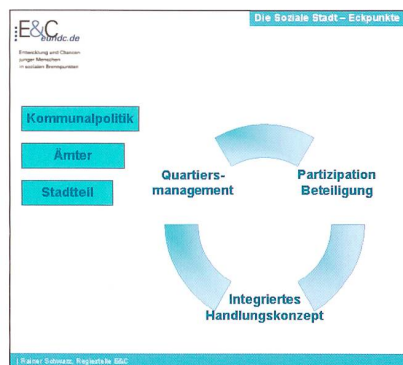 Die Soziale Stadt – Eckpunkte
E&C
eundc.de
Entwicklung und Chancen
junger Menschen
in sozialen Brennpunkten
Kommunalpolitik
Ämter
Stadtteil
Quartiers-
management
Partizipation
Beteiligung
Integriertes
Handlungskonzept
| Rainer Schwarz, Regiestelle E&C